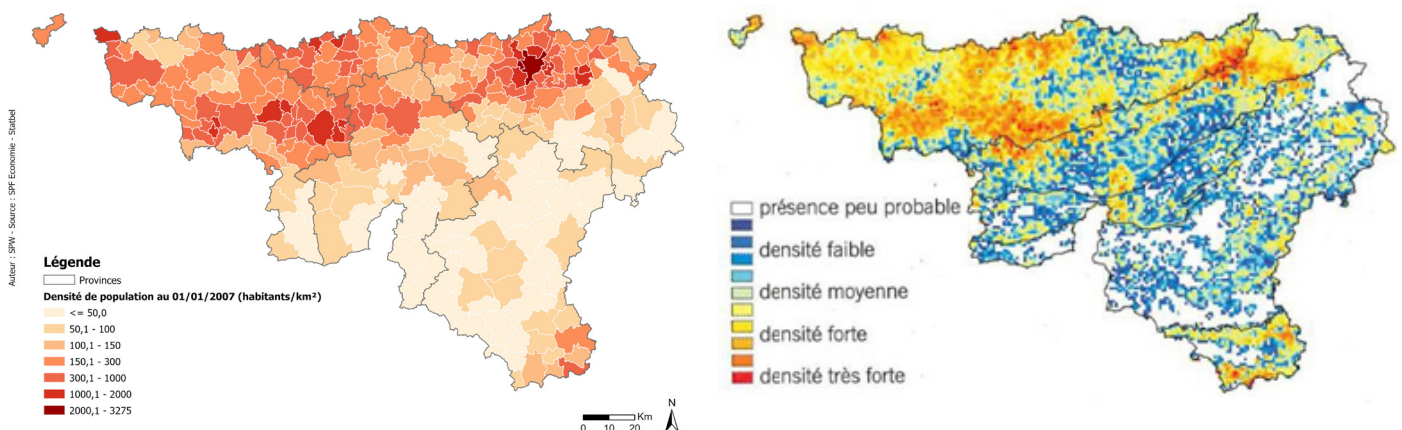 Auteur : SPW - Source : SPF Economie - Statbel
Légende
Provinces
Densité de population au 01/01/2007 (habitants/km²)
<= 50,0
50,1 - 100
100,1 - 150
150,1 - 300
300,1 - 1000
1000,1 - 2000
2000,1 - 3275
Km
0 10 20
N
présence peu probable
densité faible
densité moyenne
densité forte
densité très forte